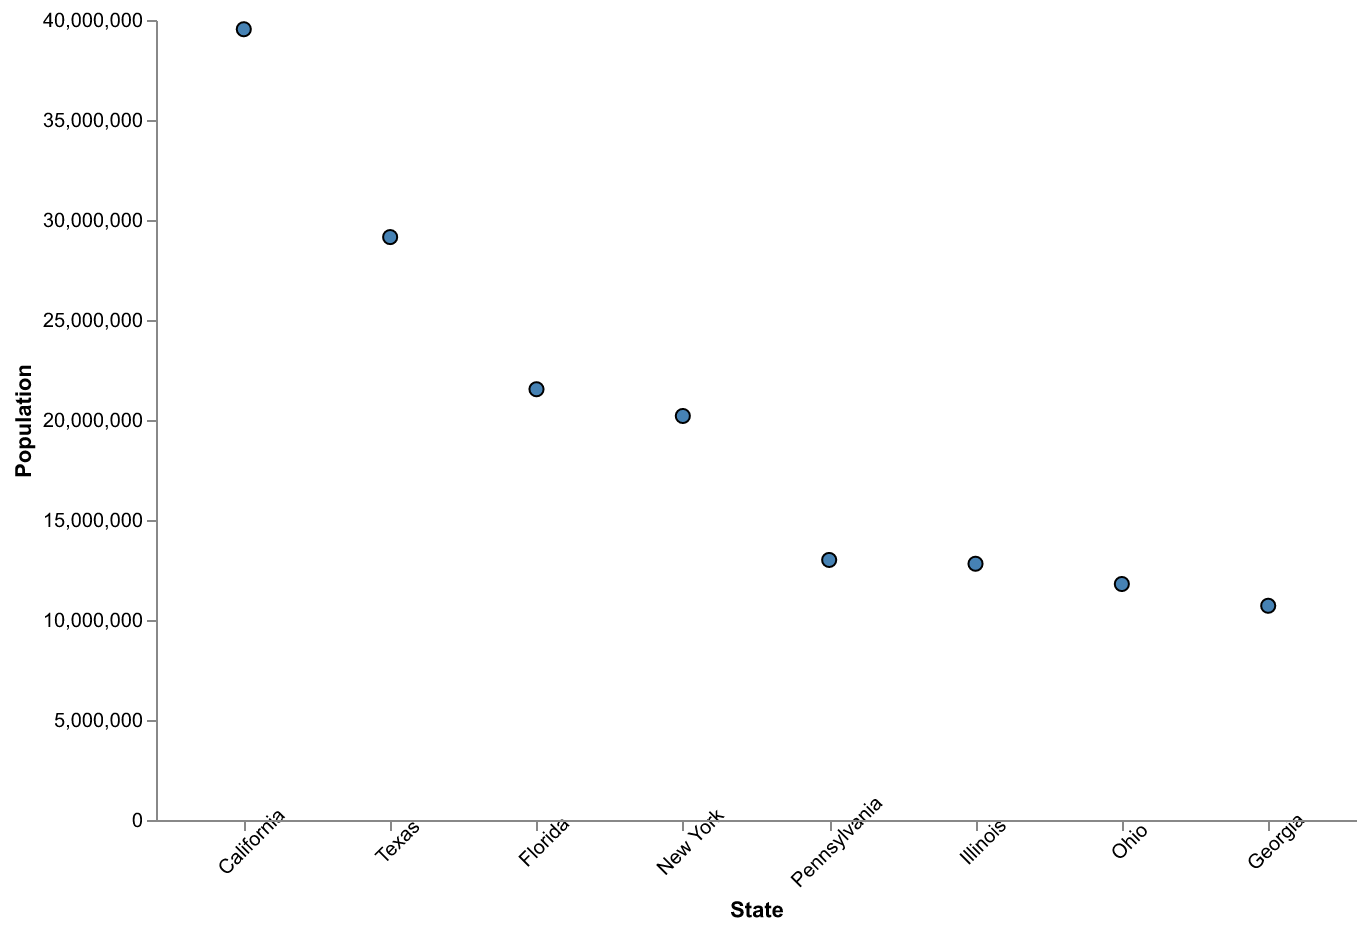 40,000,000
35,000,000
30,000,000
25,000,000
20,000,000
15,000,000
10,000,000
5,000,000
0
Population
California
Texas
Florida
New York
Pennsylvania
Illinois
Ohio
Georgia
State